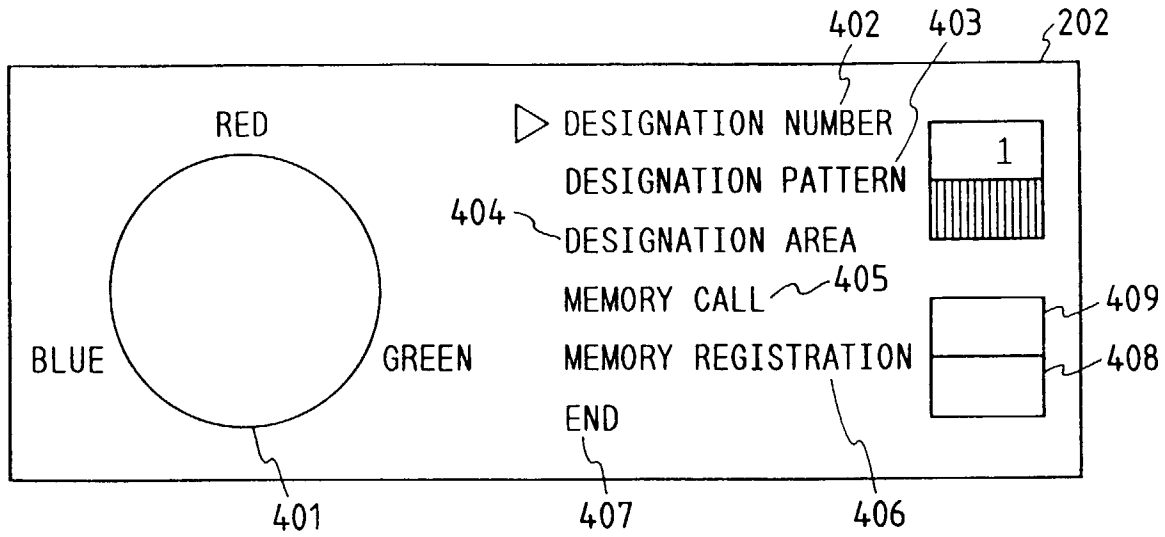 402 403 202
RED
DESIGNATION NUMBER
1
DESIGNATION PATTERN
404
DESIGNATION AREA
MEMORY CALL 405
409
BLUE GREEN MEMORY REGISTRATION
408
END
401 407 406